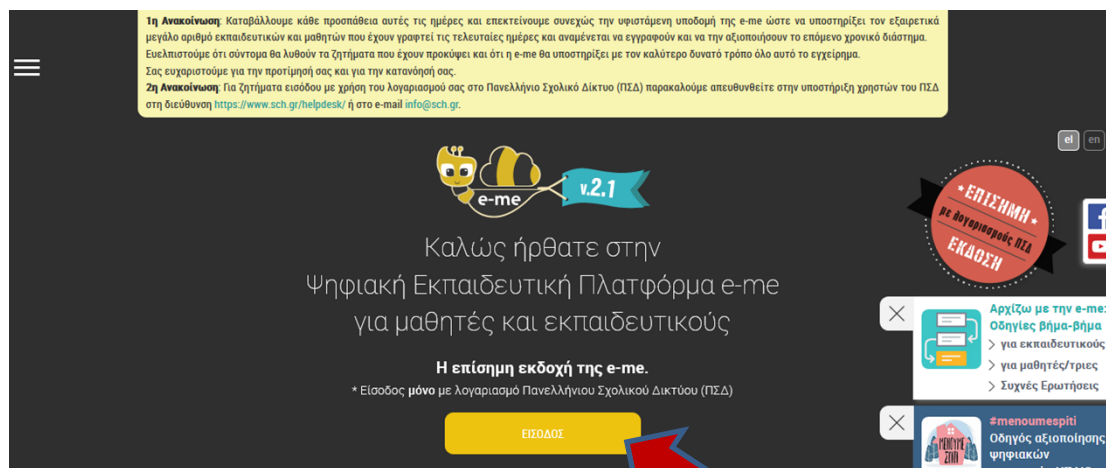 1η Ανακοίνωση: Καταβάλλουμε κάθε προσπάθεια αυτές τις ημέρες και επεκτείνουμε συνεχώς την υφιστάμενη υποδομή της e-me ώστε να υποστηρίξει τον εξαιρετικά
μεγάλο αριθμό εκπαιδευτικών και μαθητών που έχουν γραφτεί τις τελευταίες ημέρες και αναμένεται να εγγραφούν και να την αξιοποιήσουν το επόμενο χρονικό διάστημα.
Ευελπιστούμε ότι σύντομα θα λυθούν τα ζητήματα που έχουν προκύψει και ότι η e-me θα υποστηρίξει με τον καλύτερο δυνατό τρόπο όλο αυτό το εγχείρημα.
Σας ευχαριστούμε για την προτίμησή σας και για την κατανόησή σας.
2η Ανακοίνωση: Για ζητήματα εισόδου με χρήση του λογαριασμού σας στο Πανελλήνιο Σχολικό Δίκτυο (ΠΣΔ) παρακαλούμε απευθυνθείτε στην υποστήριξη χρηστών του ΠΣΔ
στη διεύθυνση https://www.sch.gr/helpdesk/ ή στο e-mail info@sch.gr.
el en
e-me v.2.1
Καλώς ήρθατε στην
Ψηφιακή Εκπαιδευτική Πλατφόρμα e-me
για μαθητές και εκπαιδευτικούς
Η επίσημη εκδοχή της e-me.
* Είσοδος μόνο με λογαριασμό Πανελλήνιου Σχολικού Δικτύου (ΠΣΔ)
ΕΙΣΟΔΟΣ
ΕΠΙΣΗΜΗ
με λογαριασμούς ΠΣΔ
ΕΚΔΟΣΗ
Αρχίζω με την e-me:
Οδηγίες βήμα-βήμα
> για εκπαιδευτικούς
> για μαθητές/τριες
> Συχνές Ερωτήσεις
ΜΕΝΟΥΜΕ
ΣΠΙΤΙ
#menoumespiti
Οδηγός αξιοποίησης
ψηφιακών